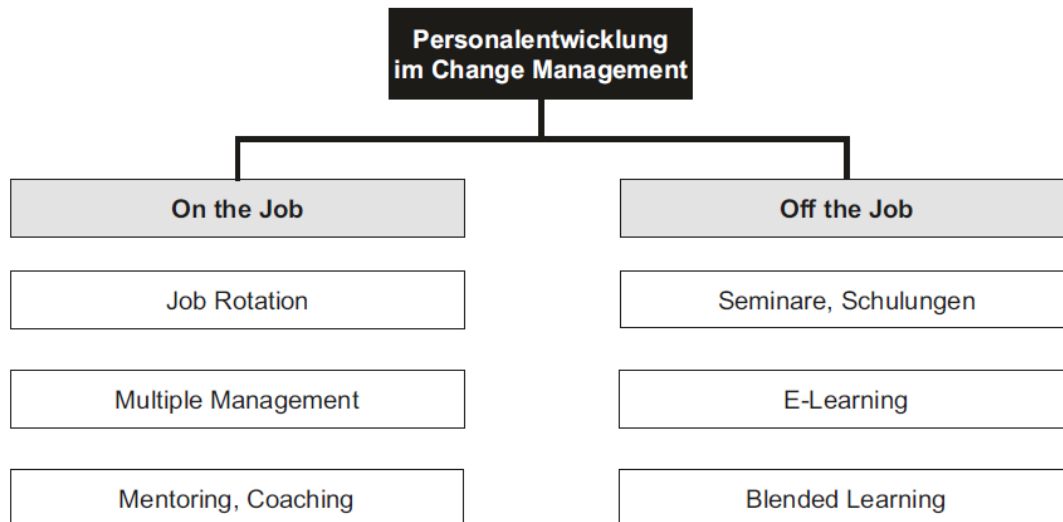 Personalentwicklung
im Change Management
On the Job
Off the Job
Job Rotation
Seminare, Schulungen
Multiple Management
E-Learning
Mentoring, Coaching
Blended Learning